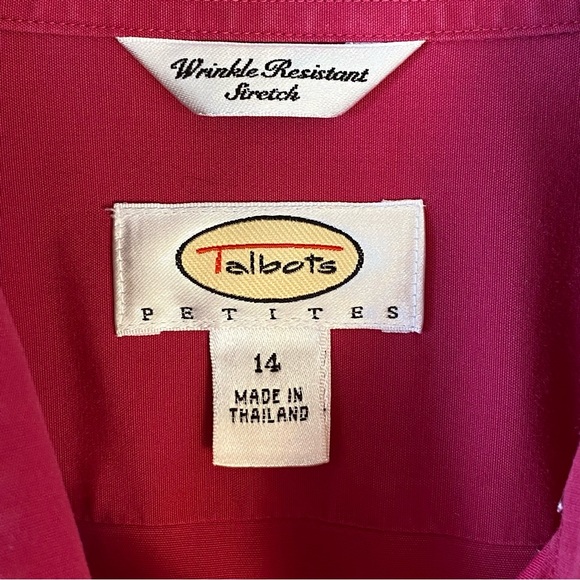 Wrinkle Resistant
Stretch
Talbots
PETITES
14
MADE IN
THAILAND